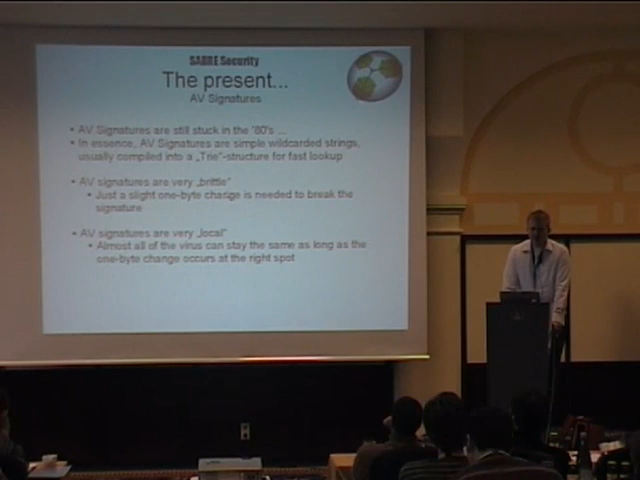 SABRE Security
The present...
AV Signatures
• AV Signatures are still stuck in the '80's ...
• In essence, AV Signatures are simple wildcarded strings,
usually compiled into a „Trie"-structure for fast lookup
• AV signatures are very „brittle"
• Just a slight one-byte change is needed to break the
signature
• AV signatures are very „local"
• Almost all of the virus can stay the same as long as the
one-byte change occurs at the right spot